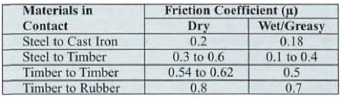 Materials in Contact Friction Coefficient (µ)
Dry Wet/Greasy
Steel to Cast Iron 0.2 0.18
Steel to Timber 0.3 to 0.6 0.1 to 0.4
Timber to Timber 0.54 to 0.62 0.5
Timber to Rubber 0.8 0.7